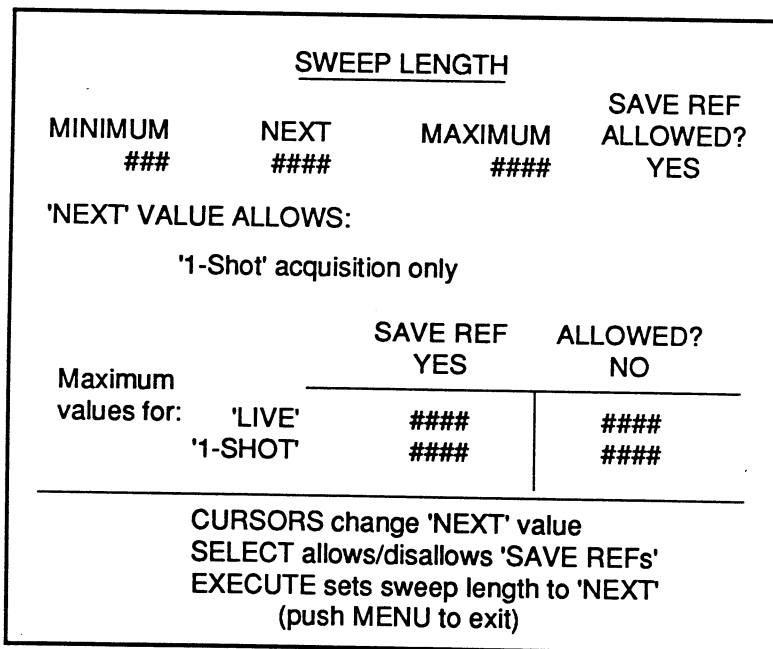 SWEEP LENGTH
SAVE REF
MINIMUM NEXT MAXIMUM ALLOWED?
### #### #### YES
'NEXT' VALUE ALLOWS:
'1-Shot' acquisition only
SAVE REF ALLOWED?
YES NO
Maximum
values for: 'LIVE' #### ####
'1-SHOT' #### ####
CURSORS change 'NEXT' value
SELECT allows/disallows 'SAVE REFs'
EXECUTE sets sweep length to 'NEXT'
(push MENU to exit)